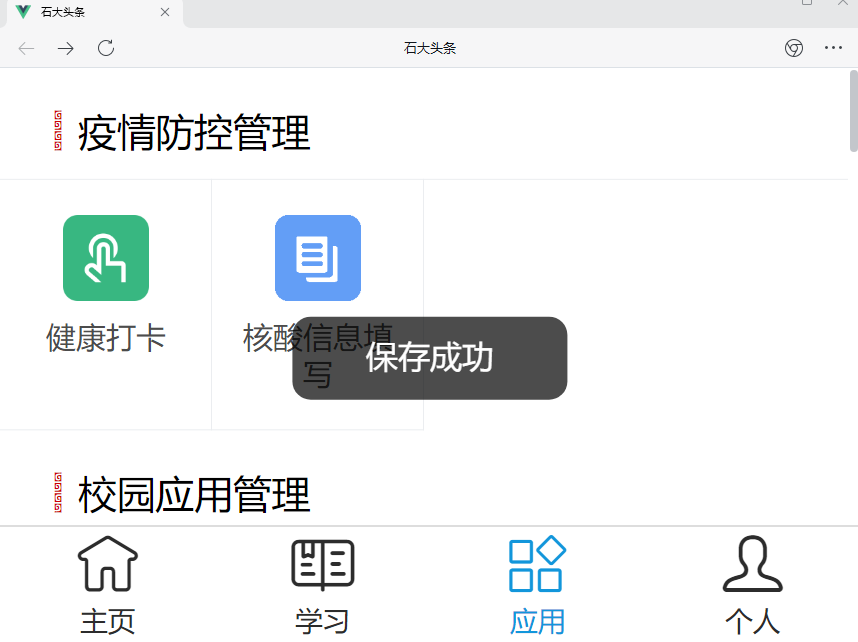 石大头条
石大头条
疫情防控管理
健康打卡
核酸信息填
写
保存成功
校园应用管理
主页
学习
应用
个人